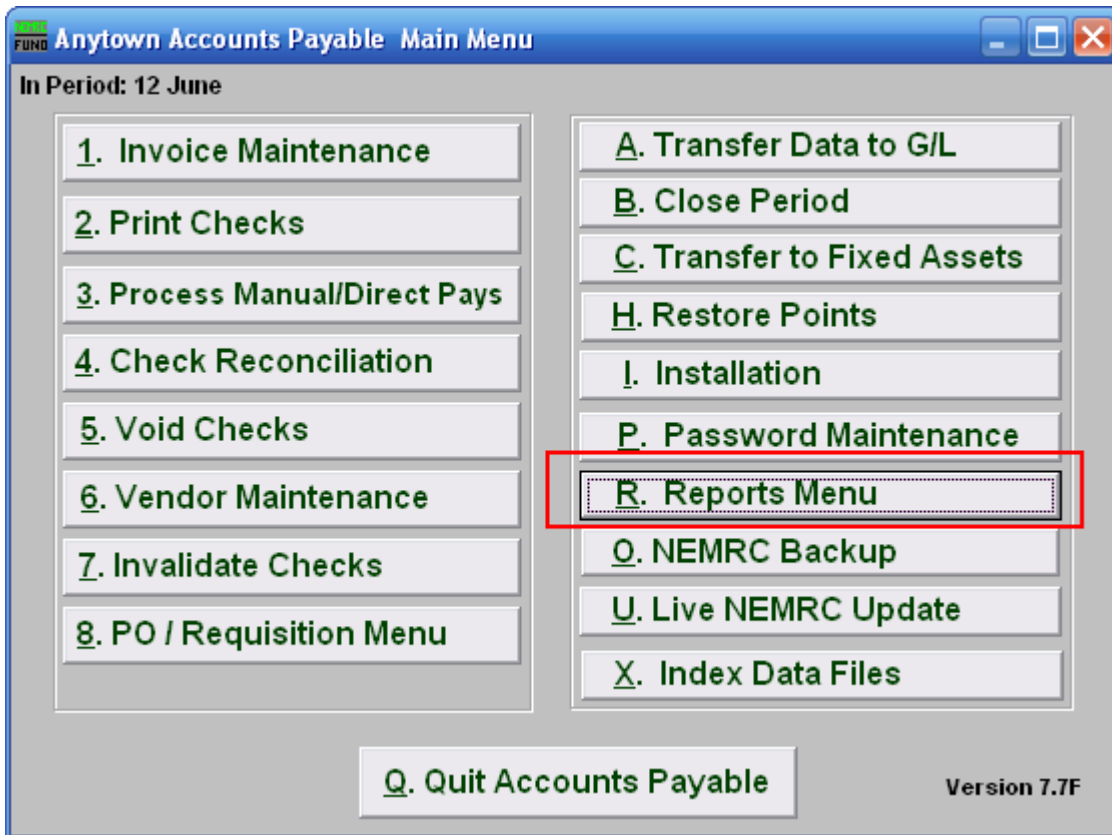 NEMRC
FUND
Anytown Accounts Payable Main Menu
In Period: 12 June
1. Invoice Maintenance
2. Print Checks
3. Process Manual/Direct Pays
4. Check Reconciliation
5. Void Checks
6. Vendor Maintenance
7. Invalidate Checks
8. PO / Requisition Menu
A. Transfer Data to G/L
B. Close Period
C. Transfer to Fixed Assets
H. Restore Points
I. Installation
P. Password Maintenance
R. Reports Menu
O. NEMRC Backup
U. Live NEMRC Update
X. Index Data Files
Q. Quit Accounts Payable
Version 7.7F